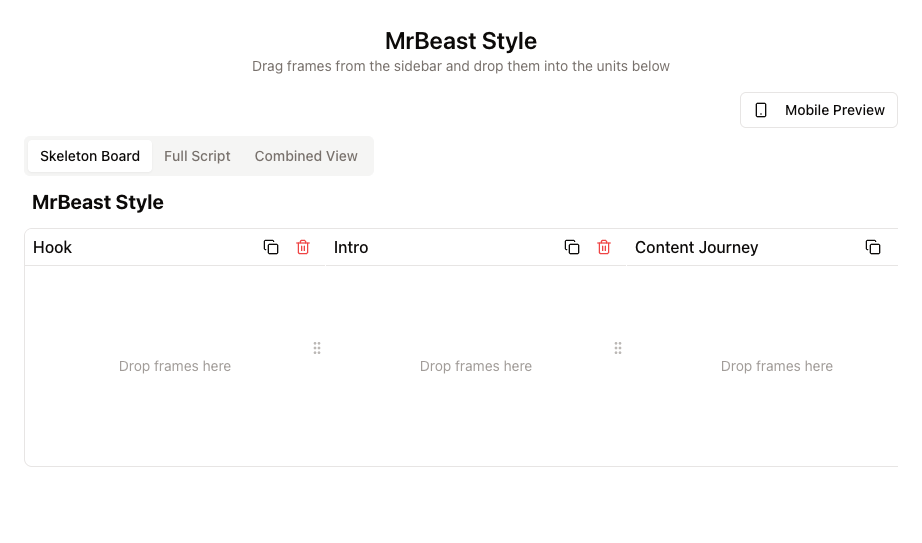 MrBeast Style
Drag frames from the sidebar and drop them into the units below
Mobile Preview
Skeleton Board Full Script Combined View
MrBeast Style
Hook Intro Content Journey
Drop frames here Drop frames here Drop frames here